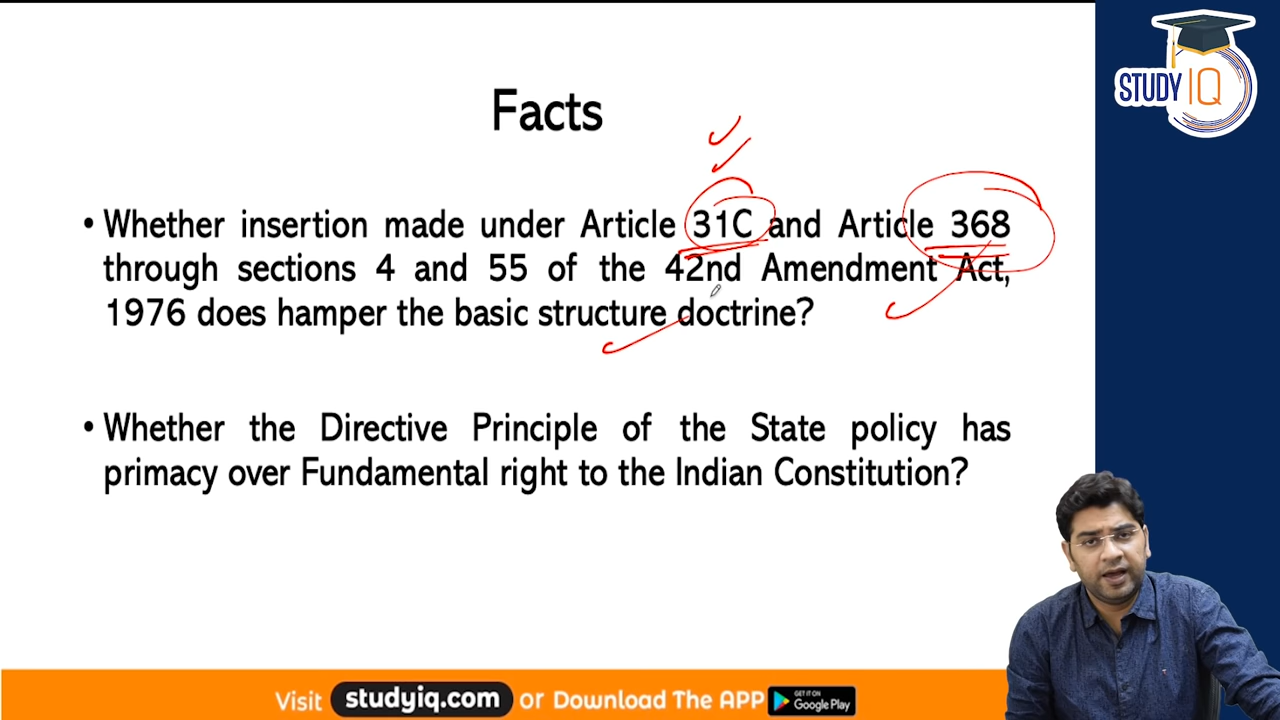 STUDY IQ
Facts
• Whether insertion made under Article 31C and Article 368
through sections 4 and 55 of the 42nd Amendment Act,
1976 does hamper the basic structure doctrine?
• Whether the Directive Principle of the State policy has
primacy over Fundamental right to the Indian Constitution?
Visit studyiq.com or Download The APP GET IT ON Google Play